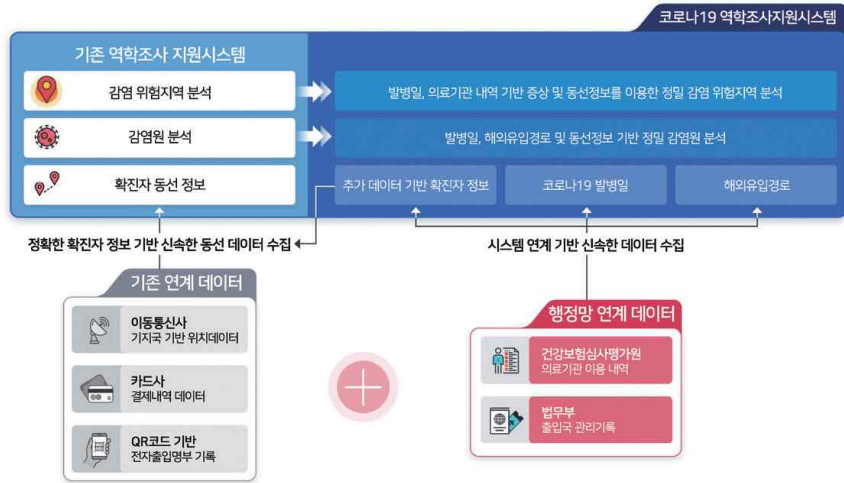 코로나19 역학조사지원시스템
기존 역학조사 지원시스템
감염 위험지역 분석
발병일, 의료기관 내역 기반 증상 및 동선정보를 이용한 정밀 감염 위험지역 분석
감염원 분석
발병일, 해외유입경로 및 동선정보 기반 정밀 감염원 분석
확진자 동선 정보
추가 데이터 기반 확진자 정보
코로나19 발병일
해외유입경로
정확한 확진자 정보 기반 신속한 동선 데이터 수집
시스템 연계 기반 신속한 데이터 수집
기존 연계 데이터
이동통신사
기지국 기반 위치데이터
카드사
결제내역 데이터
QR코드 기반
전자출입명부 기록
행정망 연계 데이터
건강보험심사평가원
의료기관 이용 내역
법무부
출입국 관리기록